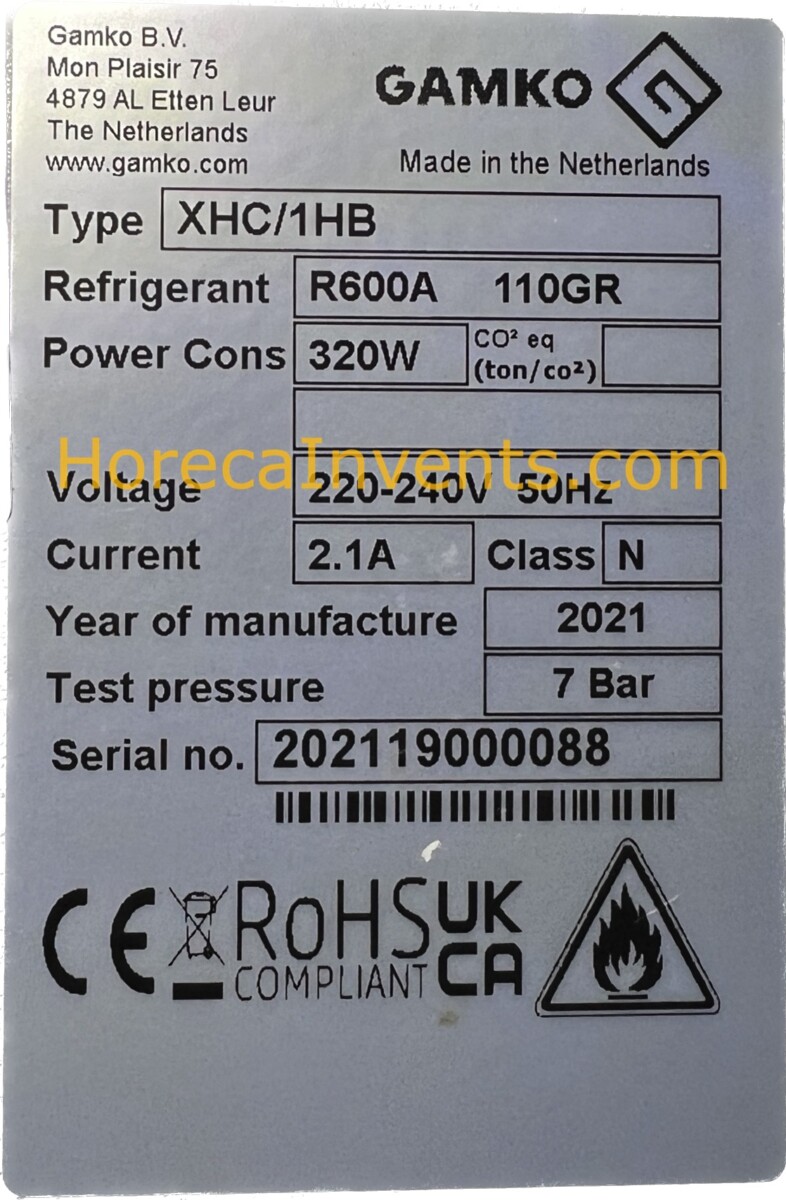 Gamko B.V.
Mon Plaisir 75
4879 AL Etten Leur
The Netherlands
www.gamko.com
GAMKO
Made in the Netherlands
Type XHC/1HB
Refrigerant R600A 110GR
Power Cons 320W CO² eq (ton/co²)
HorecaInvents.com
Voltage 220-240V 50Hz
Current 2.1A Class N
Year of manufacture 2021
Test pressure 7 Bar
Serial no. 202119000088
CE RoHS UK
COMPLIANT CA